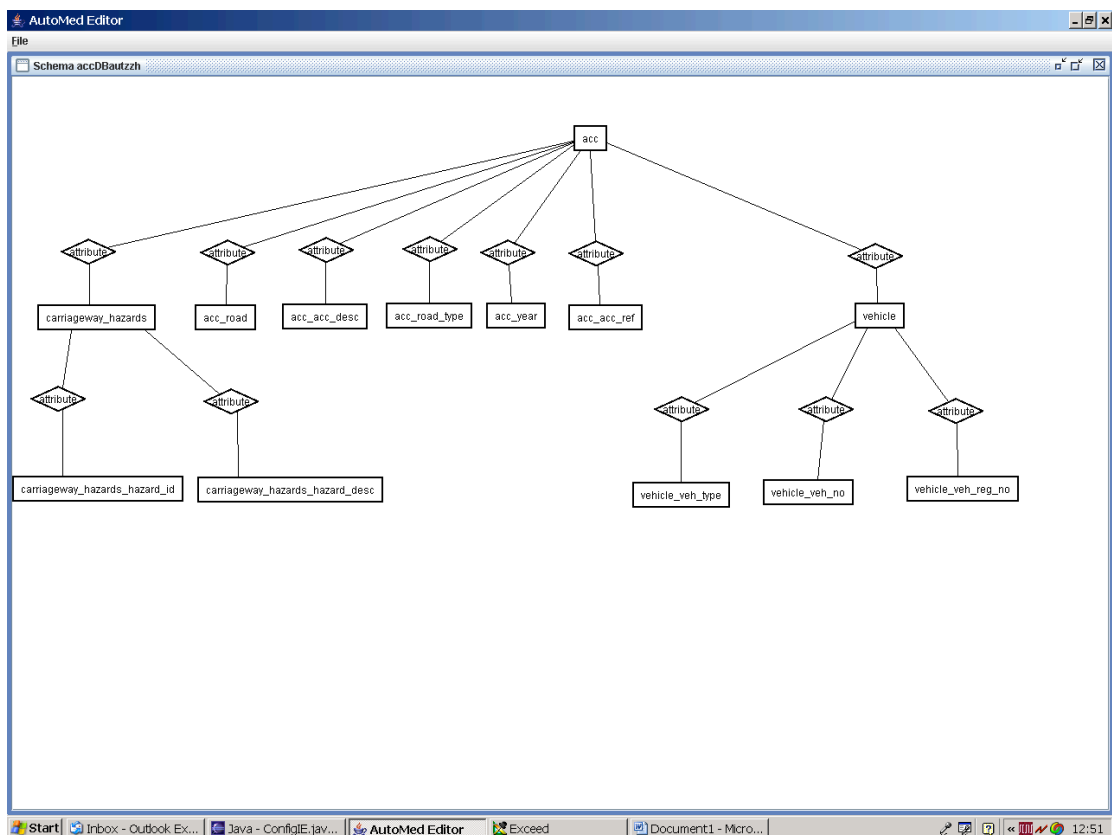 AutoMed Editor
File
Schema accDBautzzh
acc
attribute attribute attribute attribute attribute attribute attribute
carriageway_hazards acc_road acc_acc_desc acc_road_type acc_year acc_acc_ref vehicle
attribute attribute attribute attribute attribute
carriageway_hazards_hazard_id carriageway_hazards_hazard_desc vehicle_veh_type vehicle_veh_no vehicle_veh_reg_no
Start Inbox - Outlook Ex... Java - ConfigIE.jav... AutoMed Editor Exceed Document1 - Micro... « 12:51